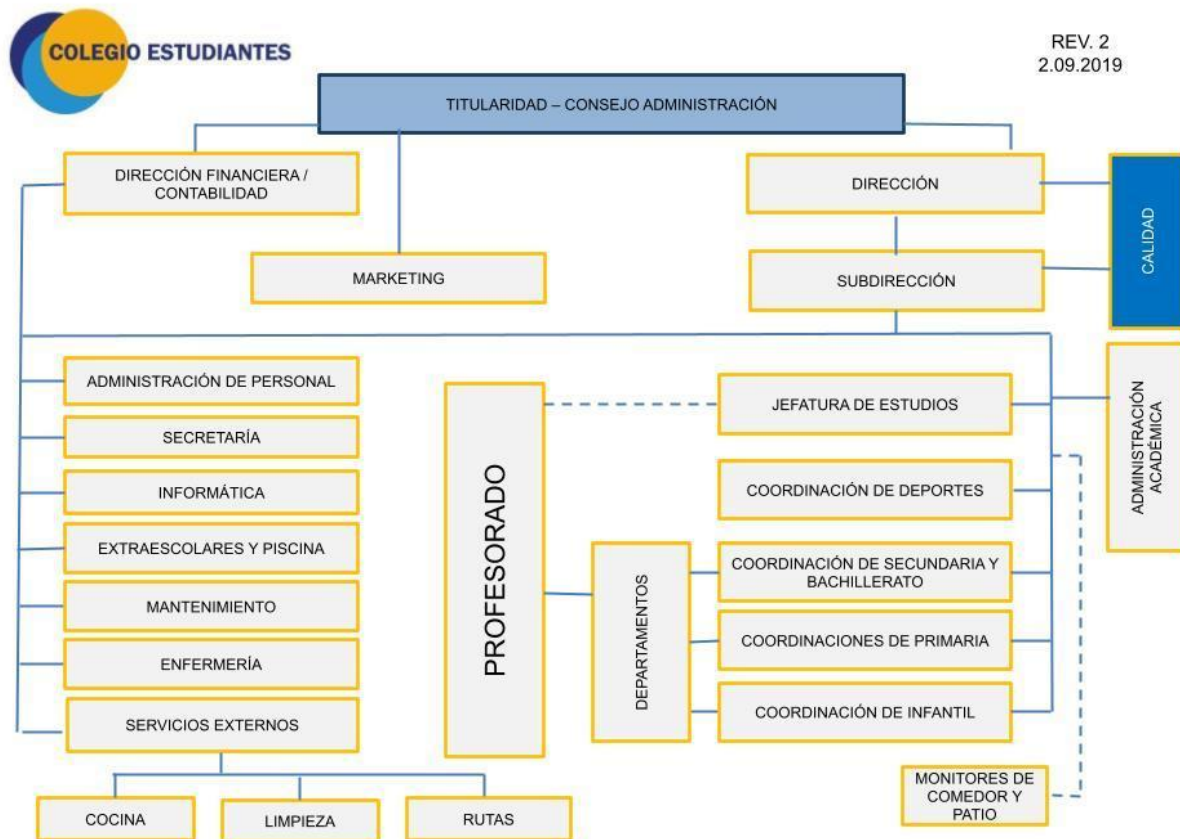 COLEGIO ESTUDIANTES
REV. 2
2.09.2019
TITULARIDAD – CONSEJO ADMINISTRACIÓN
DIRECCIÓN FINANCIERA /
CONTABILIDAD
DIRECCIÓN
CALIDAD
MARKETING
SUBDIRECCIÓN
ADMINISTRACIÓN DE PERSONAL
SECRETARÍA
INFORMÁTICA
EXTRAESCOLARES Y PISCINA
MANTENIMIENTO
ENFERMERÍA
SERVICIOS EXTERNOS
COCINA
LIMPIEZA
RUTAS
PROFESORADO
DEPARTAMENTOS
JEFATURA DE ESTUDIOS
COORDINACIÓN DE DEPORTES
COORDINACIÓN DE SECUNDARIA Y
BACHILLERATO
COORDINACIONES DE PRIMARIA
COORDINACIÓN DE INFANTIL
ADMINISTRACIÓN
ACADÉMICA
MONITORES DE
COMEDOR Y
PATIO